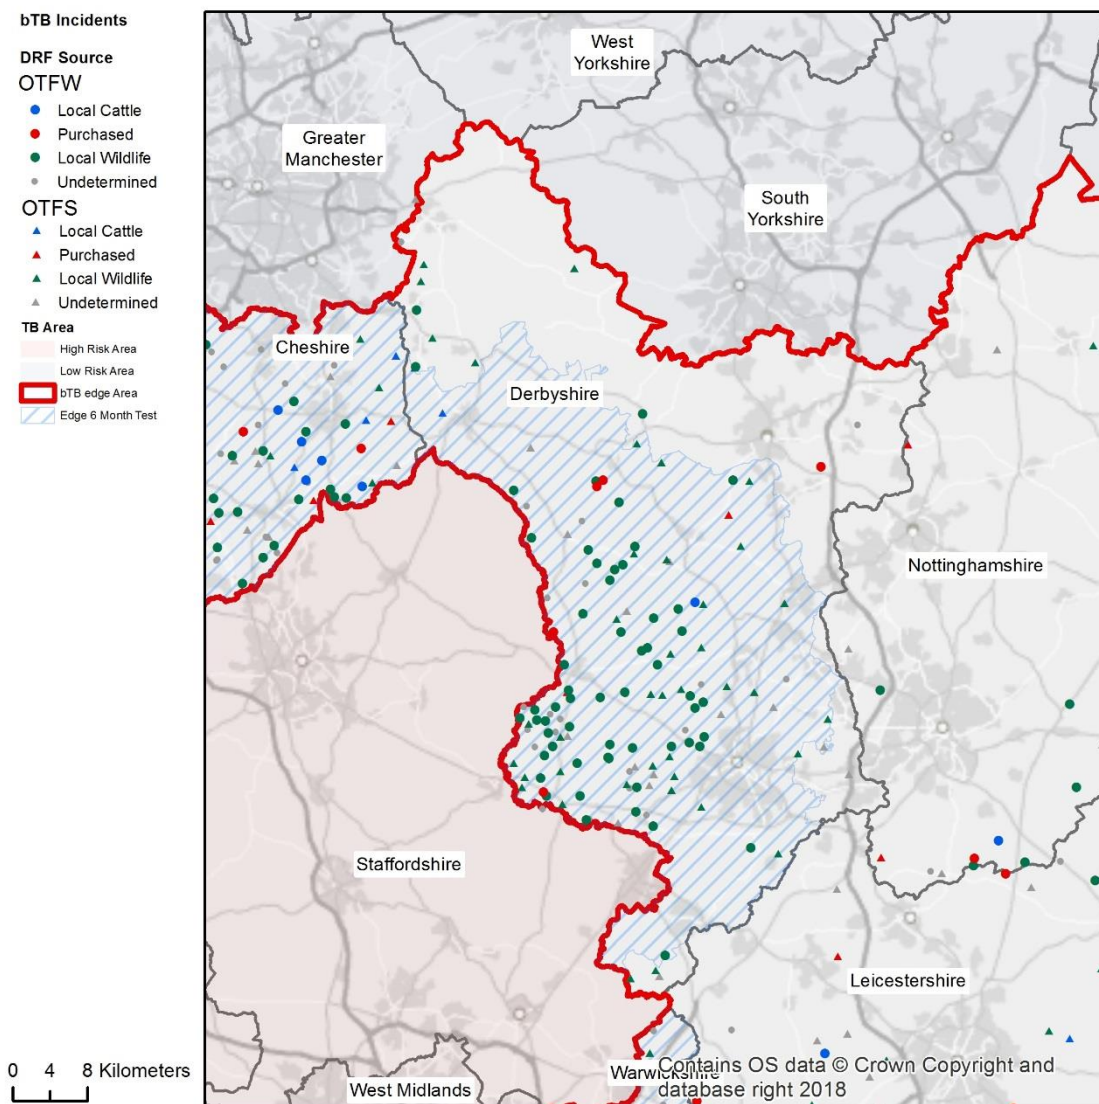 bTB Incidents
DRF Source
OTFW
Local Cattle
Purchased
Local Wildlife
Undetermined
OTFS
Local Cattle
Purchased
Local Wildlife
Undetermined
TB Area
High Risk Area
Low Risk Area
bTB edge Area
Edge 6 Month Test
0 4 8 Kilometers
West
Yorkshire
Greater
Manchester
South
Yorkshire
Cheshire
Derbyshire
Nottinghamshire
Staffordshire
Leicestershire
Warwickshire
West Midlands
Contains OS data © Crown Copyright and
database right 2018